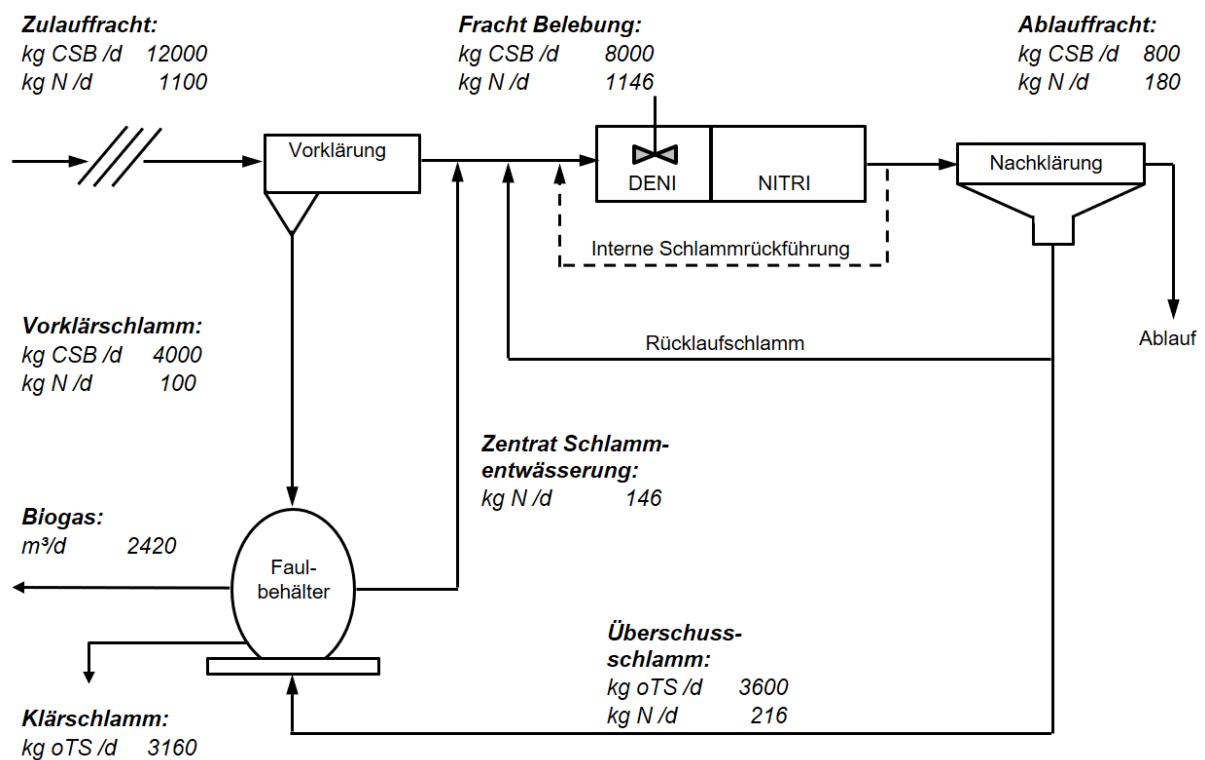 Zulauffracht:
kg CSB /d 12000
kg N /d 1100
Fracht Belebung:
kg CSB /d 8000
kg N /d 1146
Ablauffracht:
kg CSB /d 800
kg N /d 180
Vorklärung
DENI
NITRI
Nachklärung
Interne Schlammrückführung
Rücklaufschlamm
Ablauf
Vorklärschlamm:
kg CSB /d 4000
kg N /d 100
Zentrat Schlamm-
entwässerung:
kg N /d 146
Biogas:
m³/d 2420
Faul-
behälter
Überschuss-
schlamm:
kg oTS /d 3600
kg N /d 216
Klärschlamm:
kg oTS /d 3160